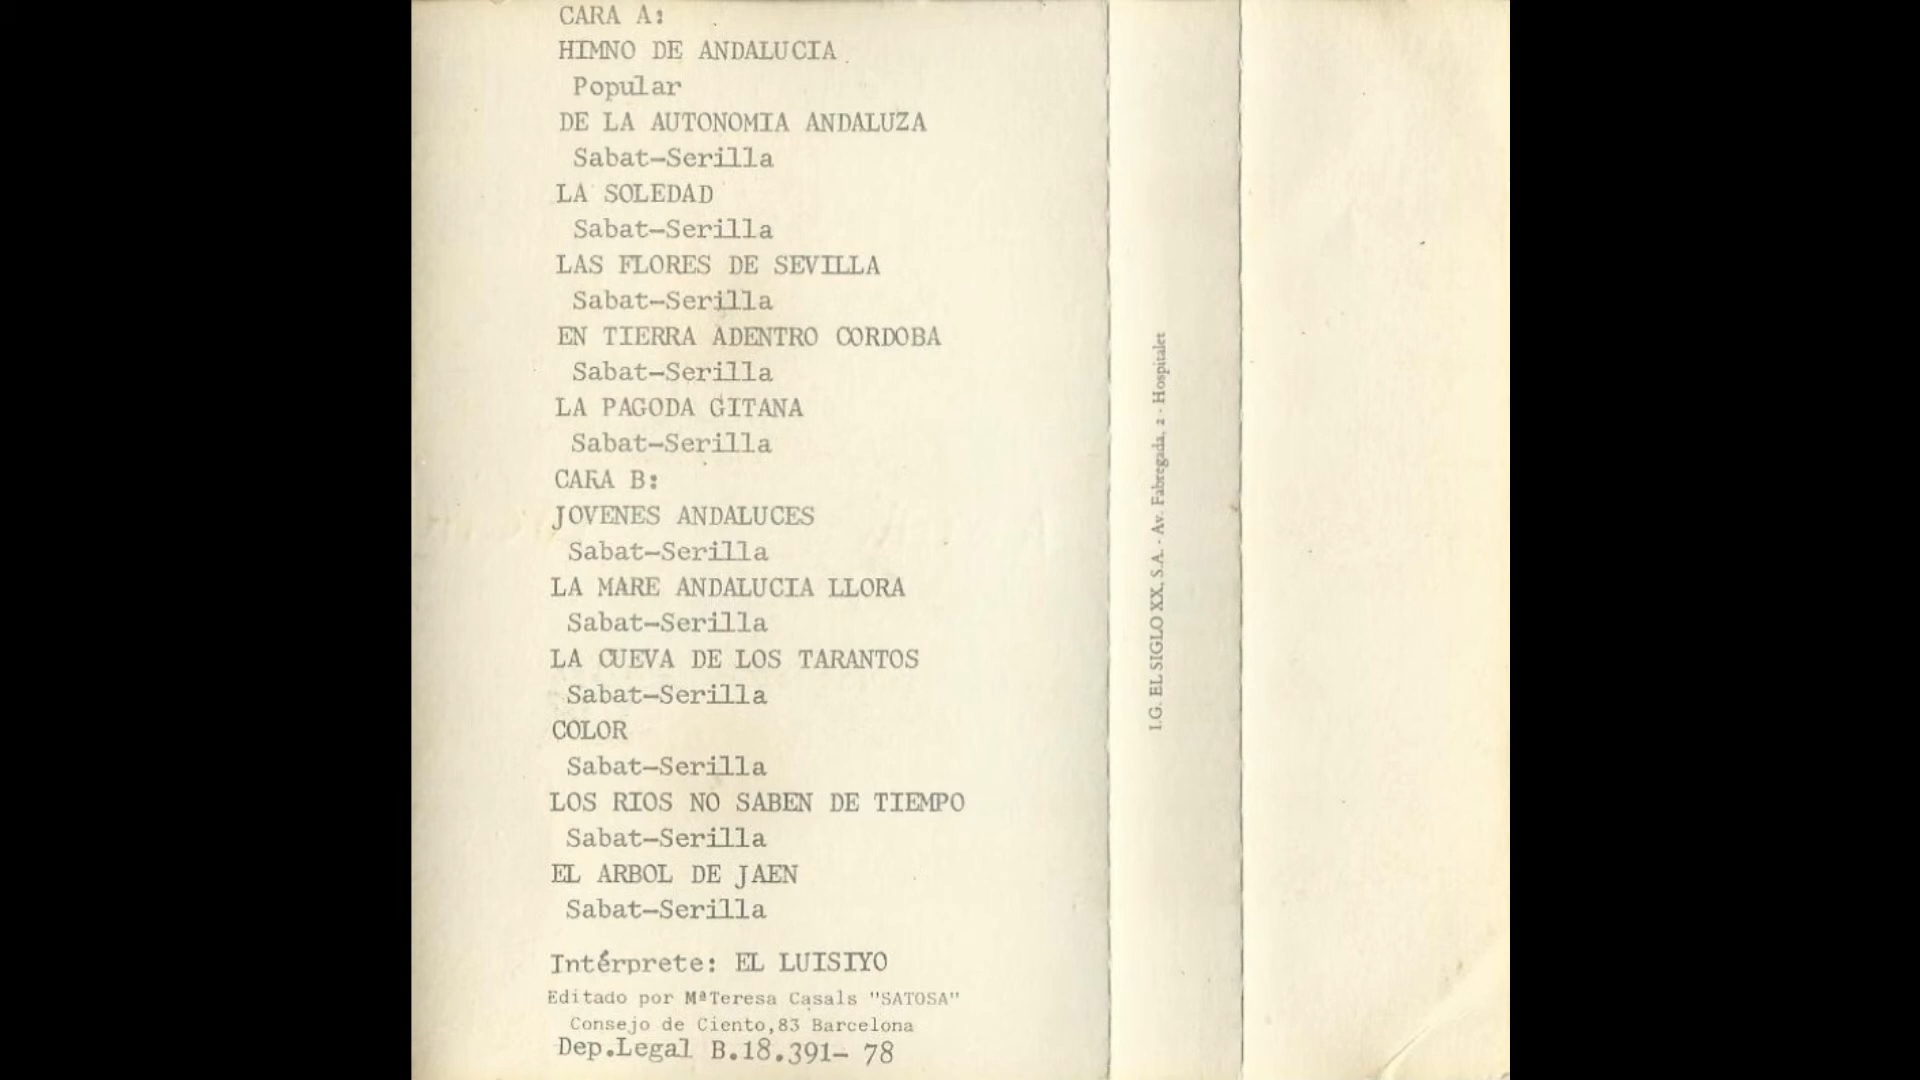 CARA A:
HIMNO DE ANDALUCIA
Popular
DE LA AUTONOMIA ANDALUZA
Sabat-Serilla
LA SOLEDAD
Sabat-Serilla
LAS FLORES DE SEVILLA
Sabat-Serilla
EN TIERRA ADENTRO CORDOBA
Sabat-Serilla
LA PAGODA GITANA
Sabat-Serilla
CARA B:
JOVENES ANDALUCES
Sabat-Serilla
LA MARE ANDALUCIA LLORA
Sabat-Serilla
LA CUEVA DE LOS TARANTOS
Sabat-Serilla
COLOR
Sabat-Serilla
LOS RIOS NO SABEN DE TIEMPO
Sabat-Serilla
EL ARBOL DE JAEN
Sabat-Serilla
Intérprete: EL LUISIYO
Editado por MªTeresa Casals "SATOSA"
Consejo de Ciento,83 Barcelona
Dep.Legal B.18.391- 78
I.G. EL SIGLO XX, S.A. - Av. Fabregada, 2 - Hospitalet